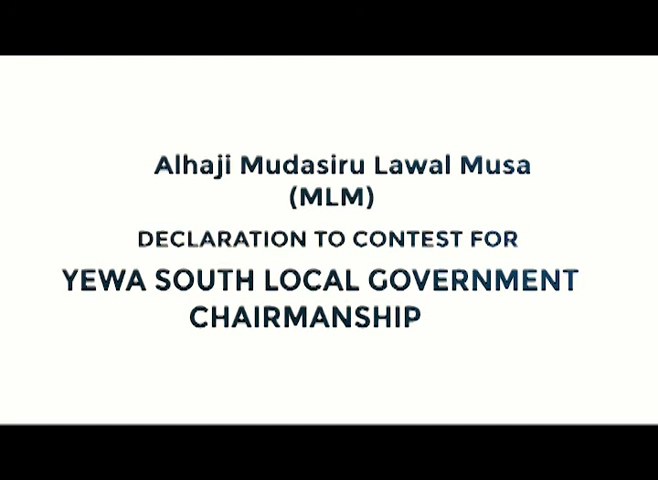 Alhaji Mudasiru Lawal Musa
(MLM)
DECLARATION TO CONTEST FOR
YEWA SOUTH LOCAL GOVERNMENT
CHAIRMANSHIP